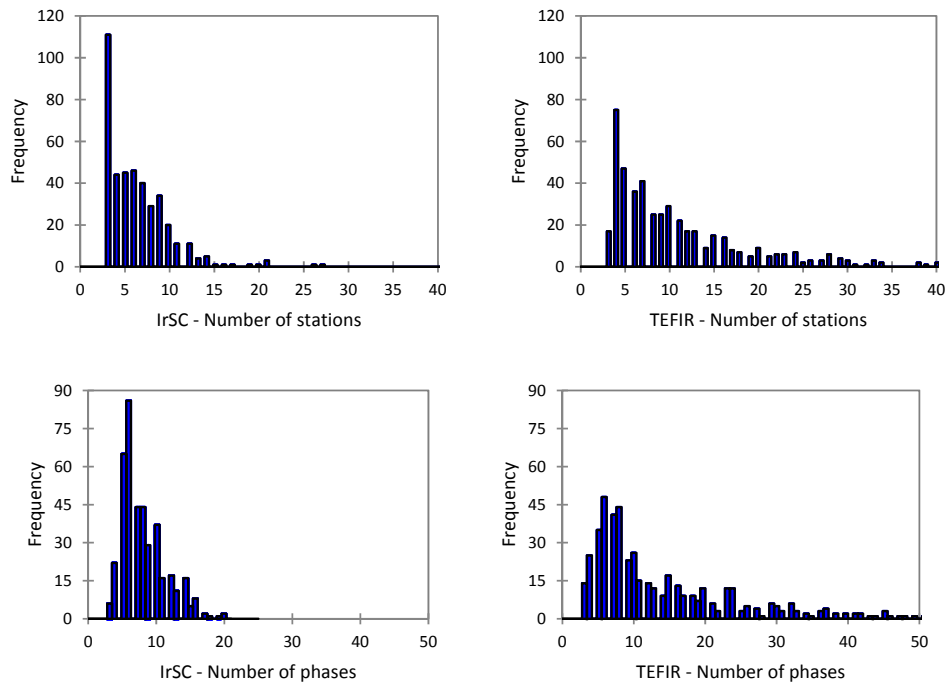 120
100
80
60
40
20
0
Frequency
0 5 10 15 20 25 30 35 40
IrSC - Number of stations
120
100
80
60
40
20
0
Frequency
0 5 10 15 20 25 30 35 40
TEFIR - Number of stations
90
75
60
45
30
15
0
Frequency
0 10 20 30 40 50
IrSC - Number of phases
90
75
60
45
30
15
0
Frequency
0 10 20 30 40 50
TEFIR - Number of phases